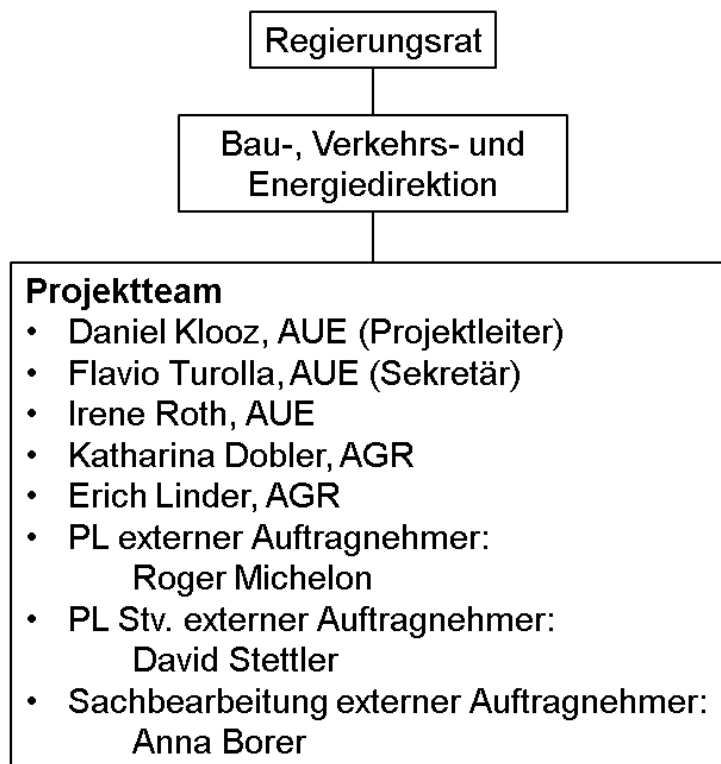 Regierungsrat
Bau-, Verkehrs- und
Energiedirektion
Projektteam
• Daniel Klooz, AUE (Projektleiter)
• Flavio Turolla, AUE (Sekretär)
• Irene Roth, AUE
• Katharina Dobler, AGR
• Erich Linder, AGR
• PL externer Auftragnehmer:
Roger Michelon
• PL Stv. externer Auftragnehmer:
David Stettler
• Sachbearbeitung externer Auftragnehmer:
Anna Borer